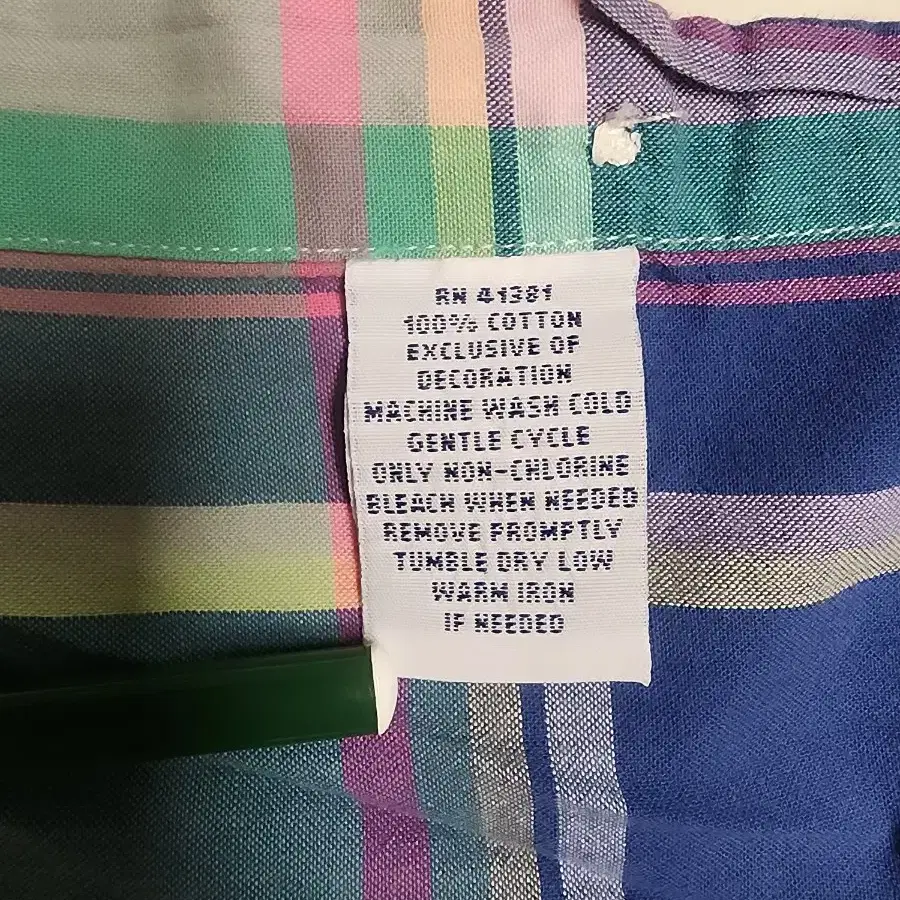 RN 41381
100% COTTON
EXCLUSIVE OF
DECORATION
MACHINE WASH COLD
GENTLE CYCLE
ONLY NON-CHLORINE
BLEACH WHEN NEEDED
REMOVE PROMPTLY
TUMBLE DRY LOW
WARM IRON
IF NEEDED